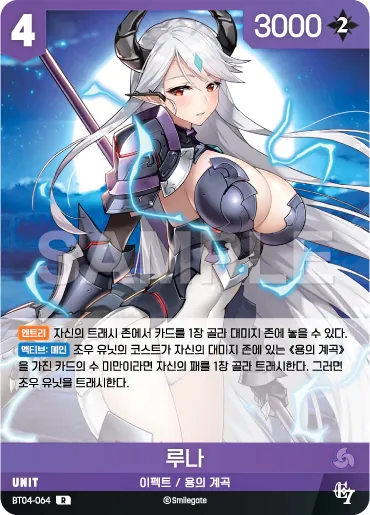 4
3000 2
SAMPLE
엔트리 자신의 트래시 존에서 카드를 1장 골라 대미지 존에 놓을 수 있다.
액티브: 메인 조우 유닛의 코스트가 자신의 대미지 존에 있는 《용의 계곡》
을 가진 카드의 수 미만이라면 자신의 패를 1장 골라 트래시한다. 그러면
조우 유닛을 트래시한다.
루나
UNIT 이펙트 / 용의 계곡
BT04-064 R ©Smilegate